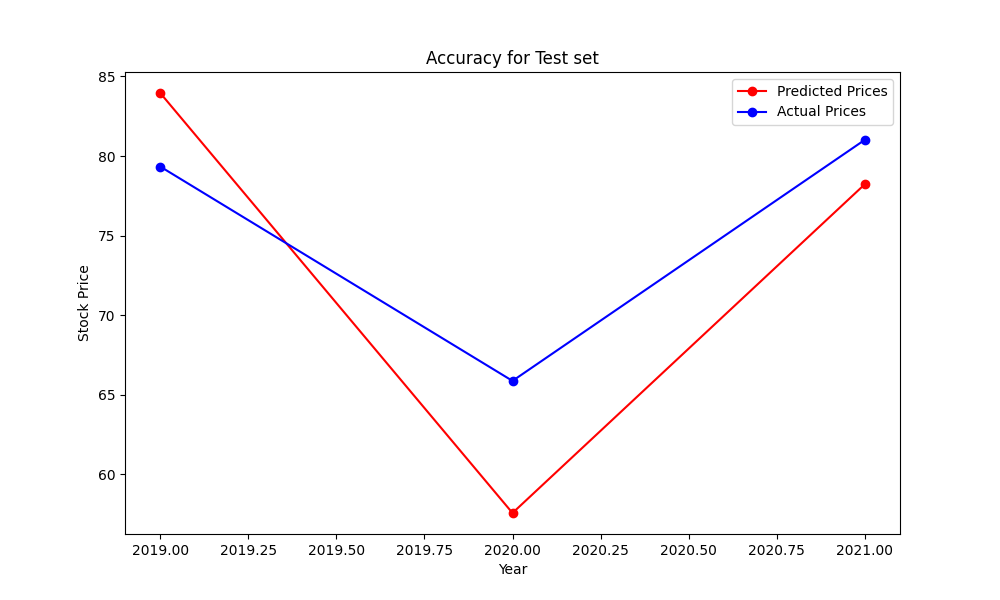 Accuracy for Test set
Predicted Prices
Actual Prices
85
80
75
70
65
60
Stock Price
2019.00 2019.25 2019.50 2019.75 2020.00 2020.25 2020.50 2020.75 2021.00
Year